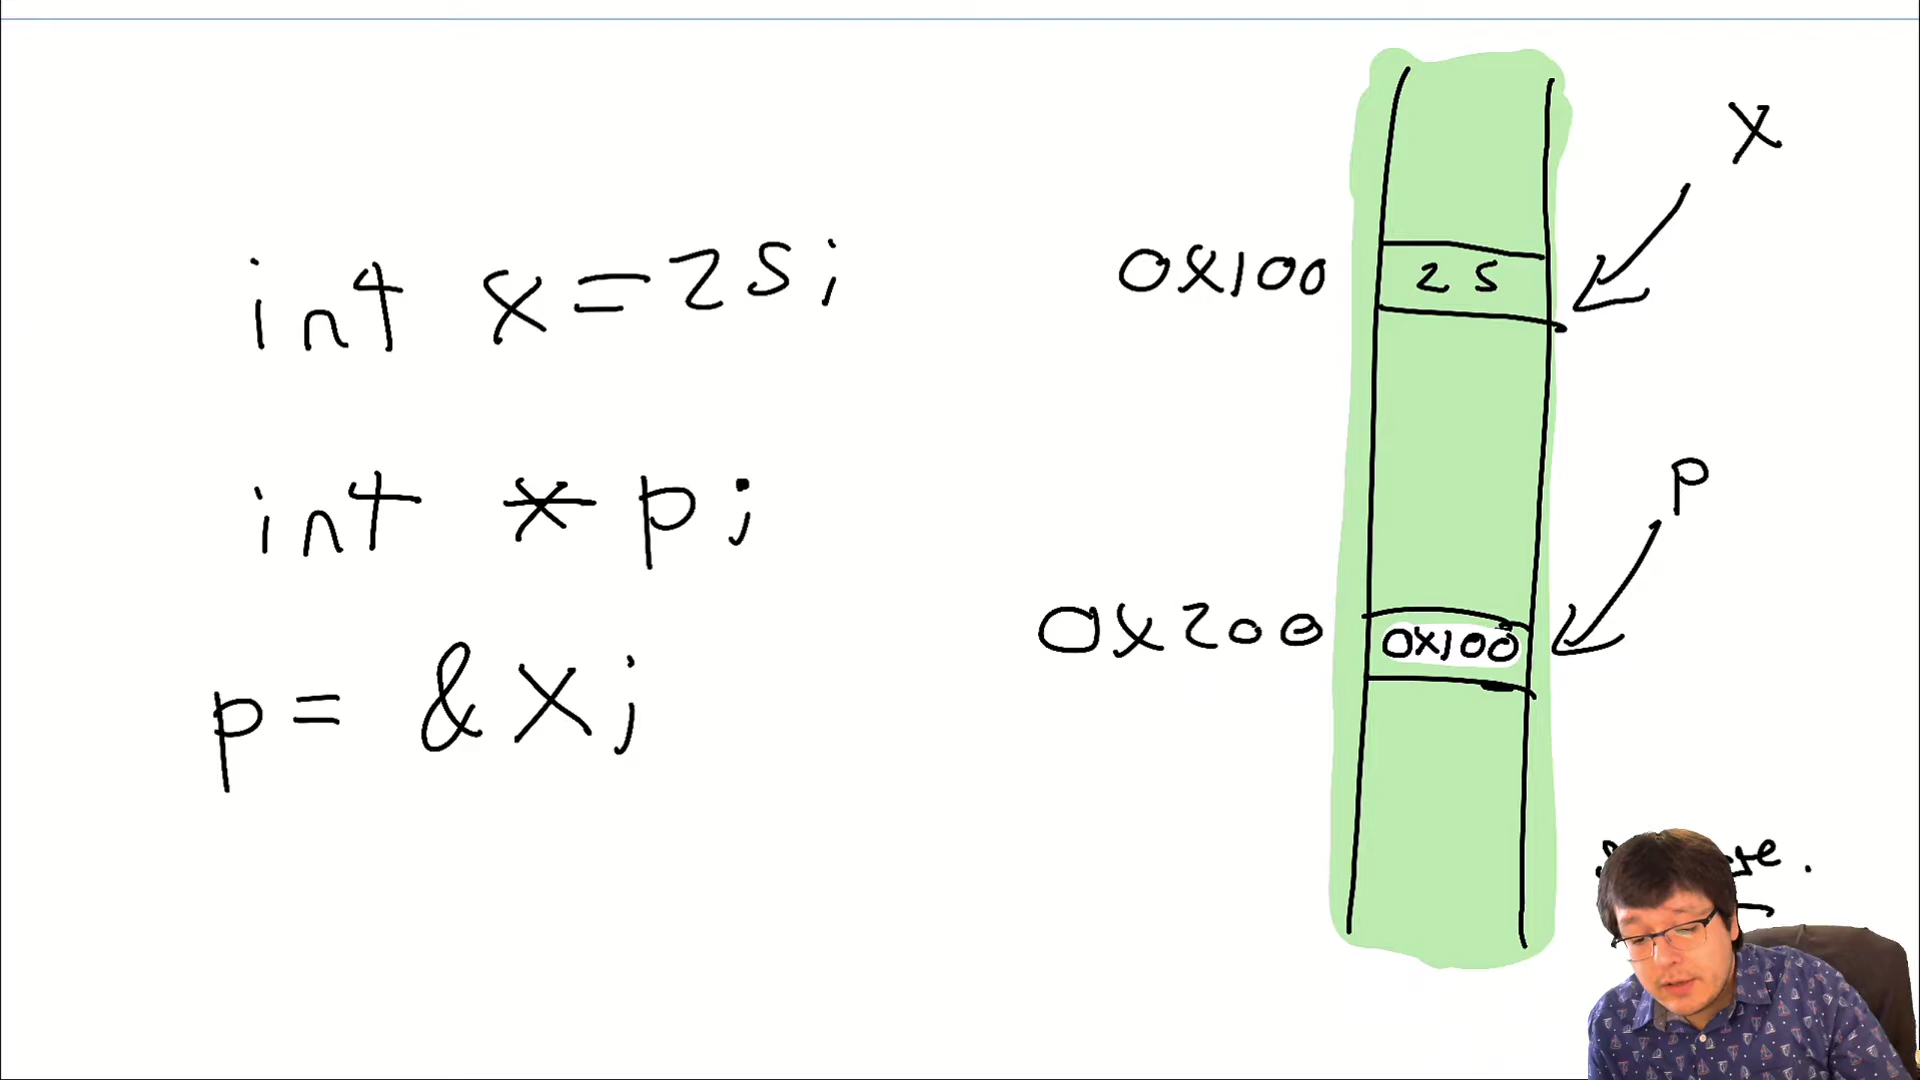 int x=25;
int *p;
p= &x;
x
0x100
25
p
0x200
0x100